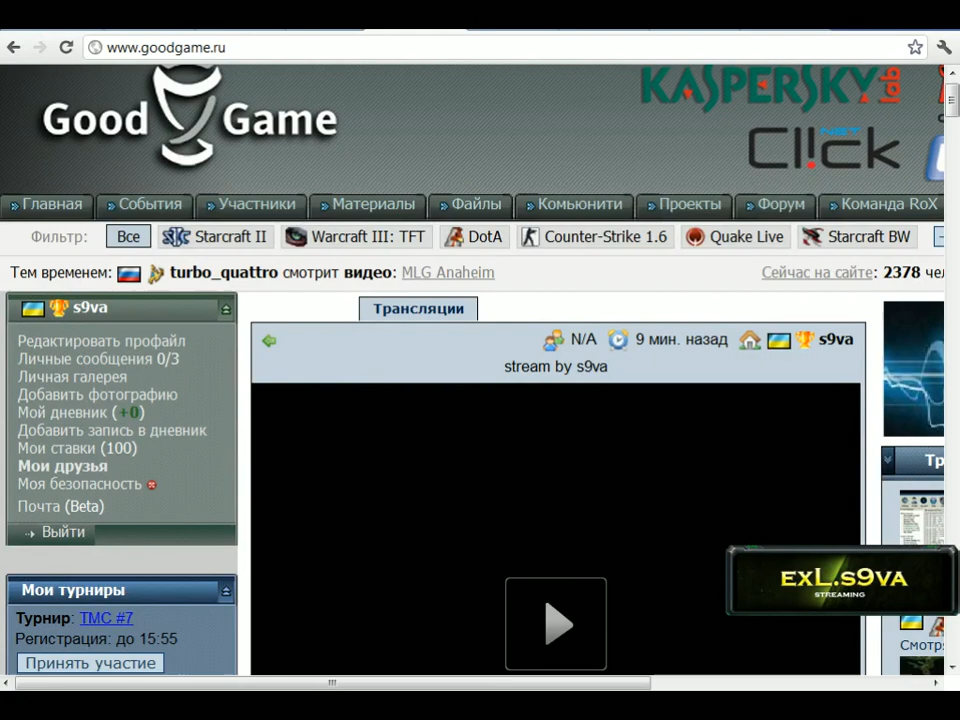 www.goodgame.ru
Good Game
KASPERSKY lab
NET
Cl!ck
Главная События Участники Материалы Файлы Комьюнити Проекты Форум Команда RoX
Фильтр: Все Starcraft II Warcraft III: TFT DotA Counter-Strike 1.6 Quake Live Starcraft BW
Тем временем: turbo_quattro смотрит видео: MLG Anaheim Сейчас на сайте: 2378 чел
s9va
Редактировать профайл
Личные сообщения 0/3
Личная галерея
Добавить фотографию
Мой дневник (+0)
Добавить запись в дневник
Мои ставки (100)
Мои друзья
Моя безопасность
Почта (Beta)
Выйти
Мои турниры
Турнир: TMC #7
Регистрация: до 15:55
Принять участие
Трансляции
N/A 9 мин. назад s9va
stream by s9va
Тр
exL.s9va
STREAMING
Смотр